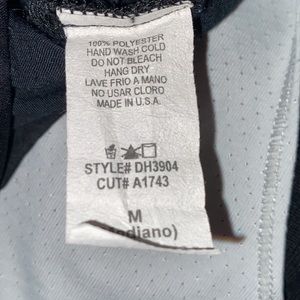 100% POLYESTER
HAND WASH COLD
DO NOT BLEACH
HANG DRY
LAVE FRIO A MANO
NO USAR CLORO
MADE IN U.S.A.
STYLE# DH3904
CUT# A1743
M